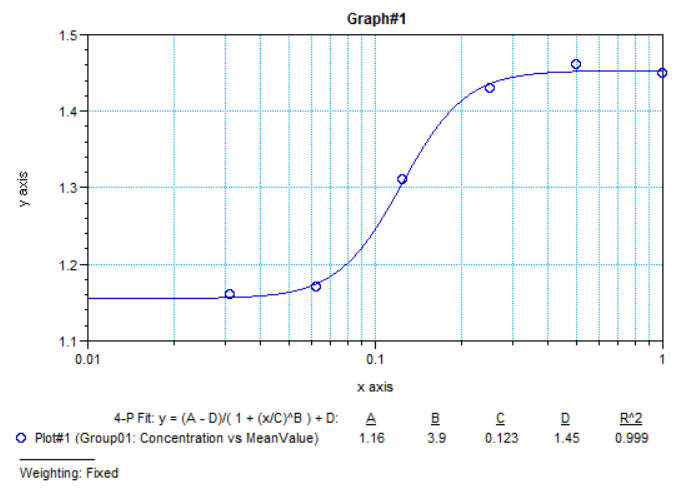 Graph#1
1.5
1.4
1.3
1.2
1.1
y axis
0.01 0.1 1
x axis
4-P Fit: y = (A - D)/( 1 + (x/C)^B ) + D: A B C D R^2
Plot#1 (Group01: Concentration vs MeanValue) 1.16 3.9 0.123 1.45 0.999
Weighting: Fixed